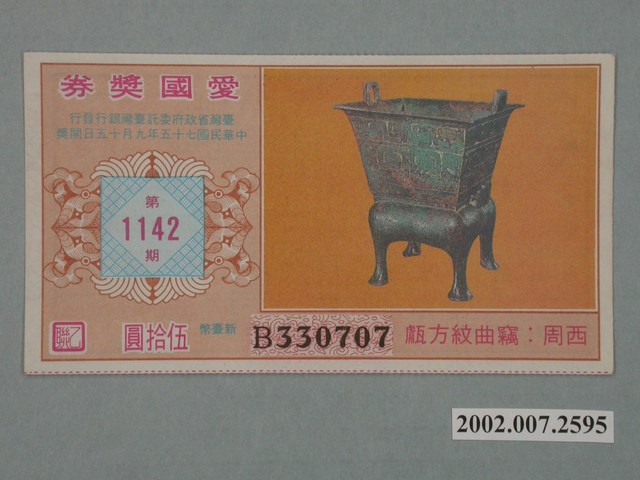 愛國獎券
臺灣省政府委託臺灣銀行發行
中華民國七十五年九月十五日開獎
第
1142
期
乙聯
新臺幣
伍拾圓
B330707
西周：竊曲紋方甗
2002.007.2595